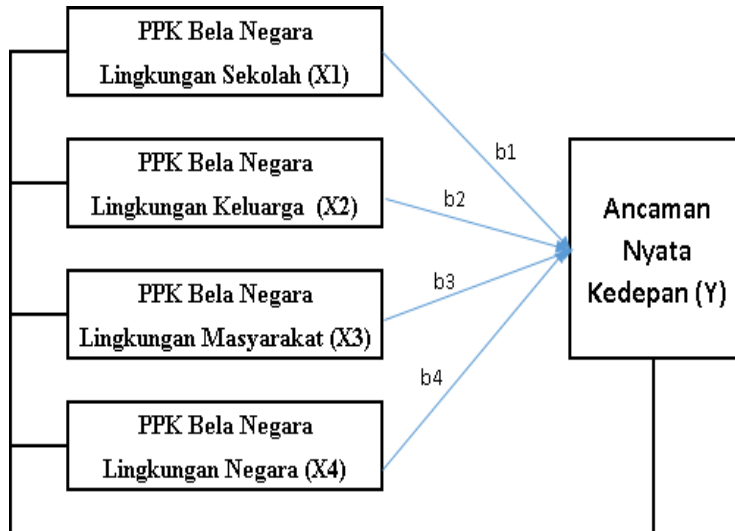 PPK Bela Negara
Lingkungan Sekolah (X1)
PPK Bela Negara
Lingkungan Keluarga (X2)
PPK Bela Negara
Lingkungan Masyarakat (X3)
PPK Bela Negara
Lingkungan Negara (X4)
b1
b2
b3
b4
Ancaman
Nyata
Kedepan (Y)